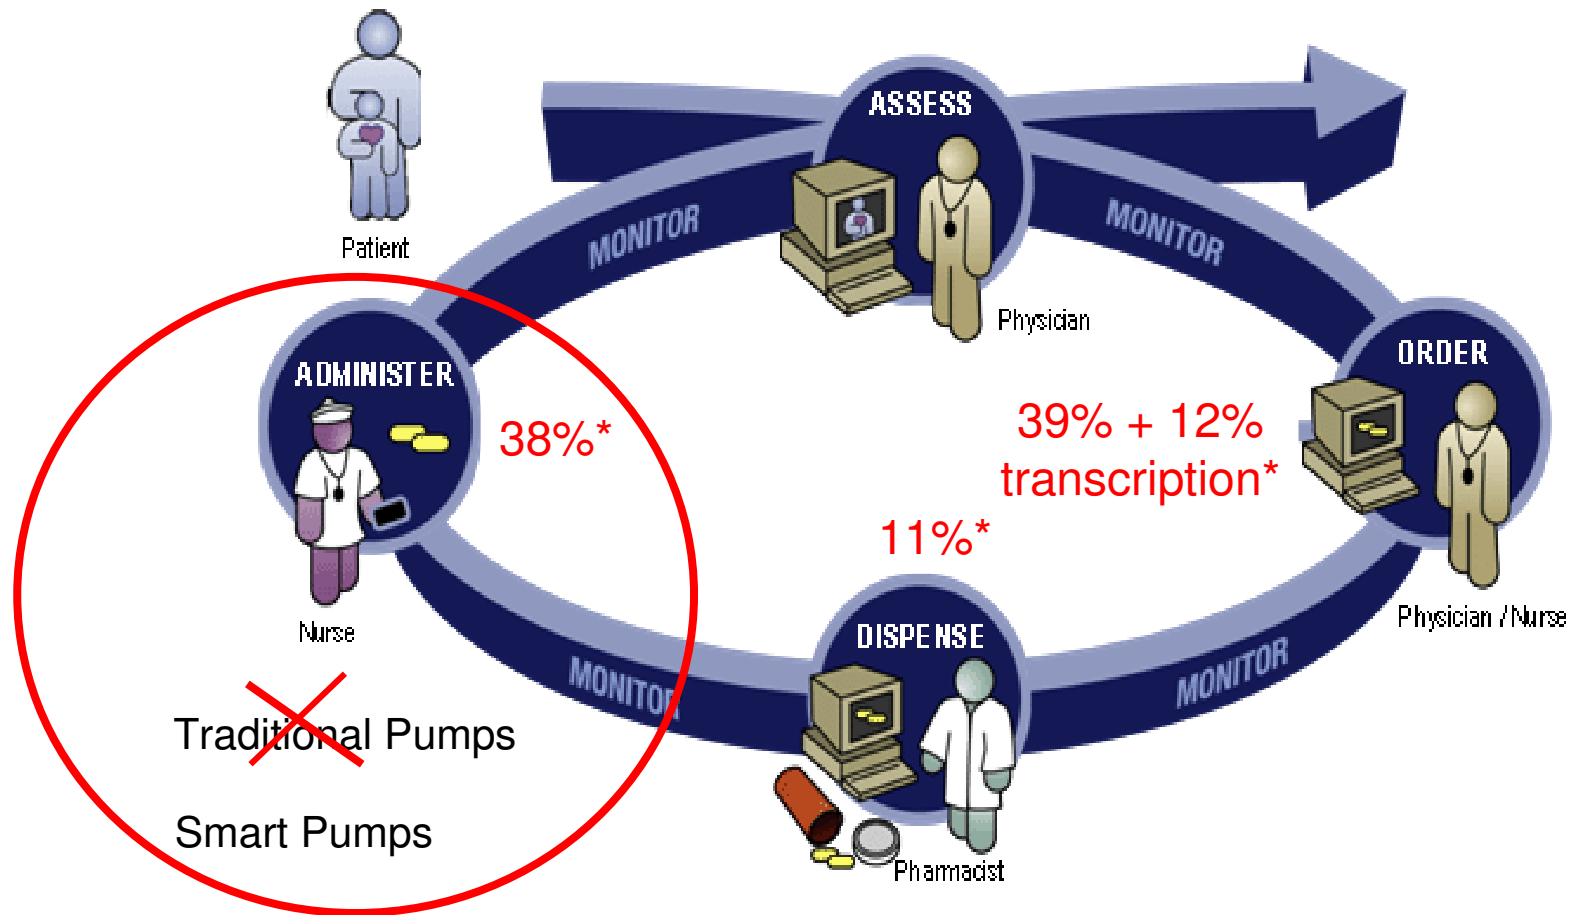 ASSESS
MONITOR
MONITOR
Patient
Physician
ADMINISTER
ORDER
38%*
39% + 12%
transcription*
11%*
Nurse
DISPENSE
Physician / Nurse
MONITOR
MONITOR
Traditional Pumps
Smart Pumps
Pharmacist